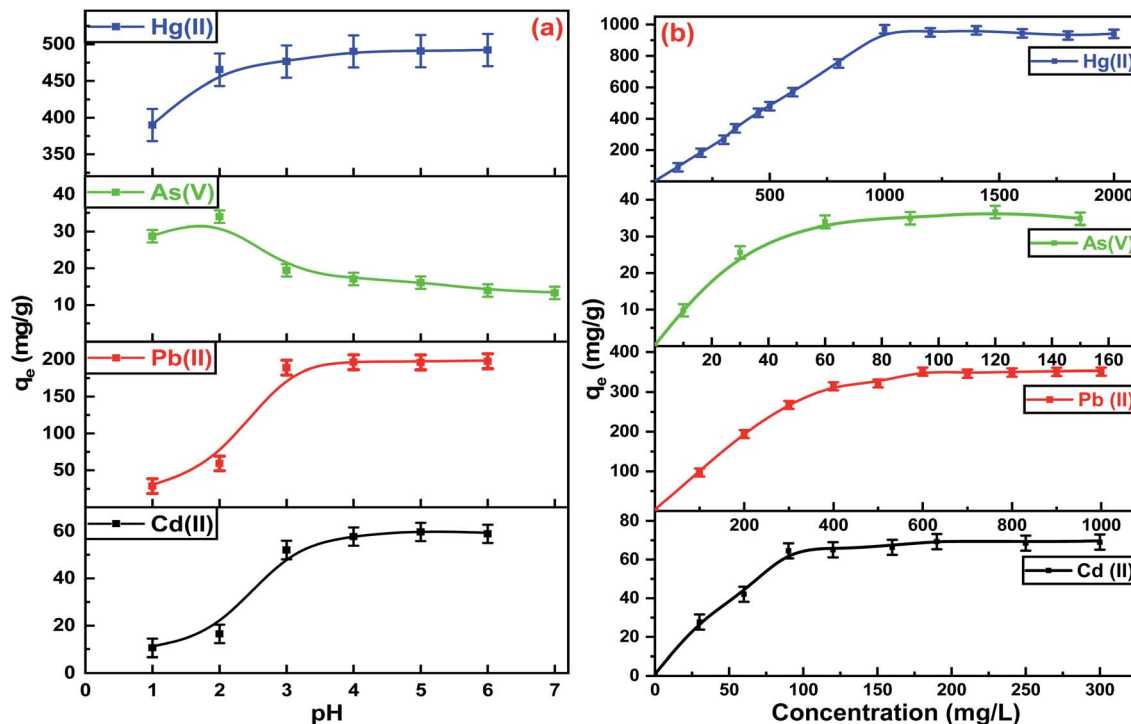 (a)
Hg(II)
500
450
400
350
As(V)
40
30
20
10
Pb(II)
200
150
100
50
Cd(II)
60
40
20
0
0 1 2 3 4 5 6 7
pH
qe (mg/g)
(b)
1000
800
600
400
200
Hg(II)
500 1000 1500 2000
40
30
20
10
As(V)
20 40 60 80 100 120 140 160
400
300
200
100
Pb (II)
200 400 600 800 1000
80
60
40
20
0
Cd (II)
0 50 100 150 200 250 300
Concentration (mg/L)
qe (mg/g)